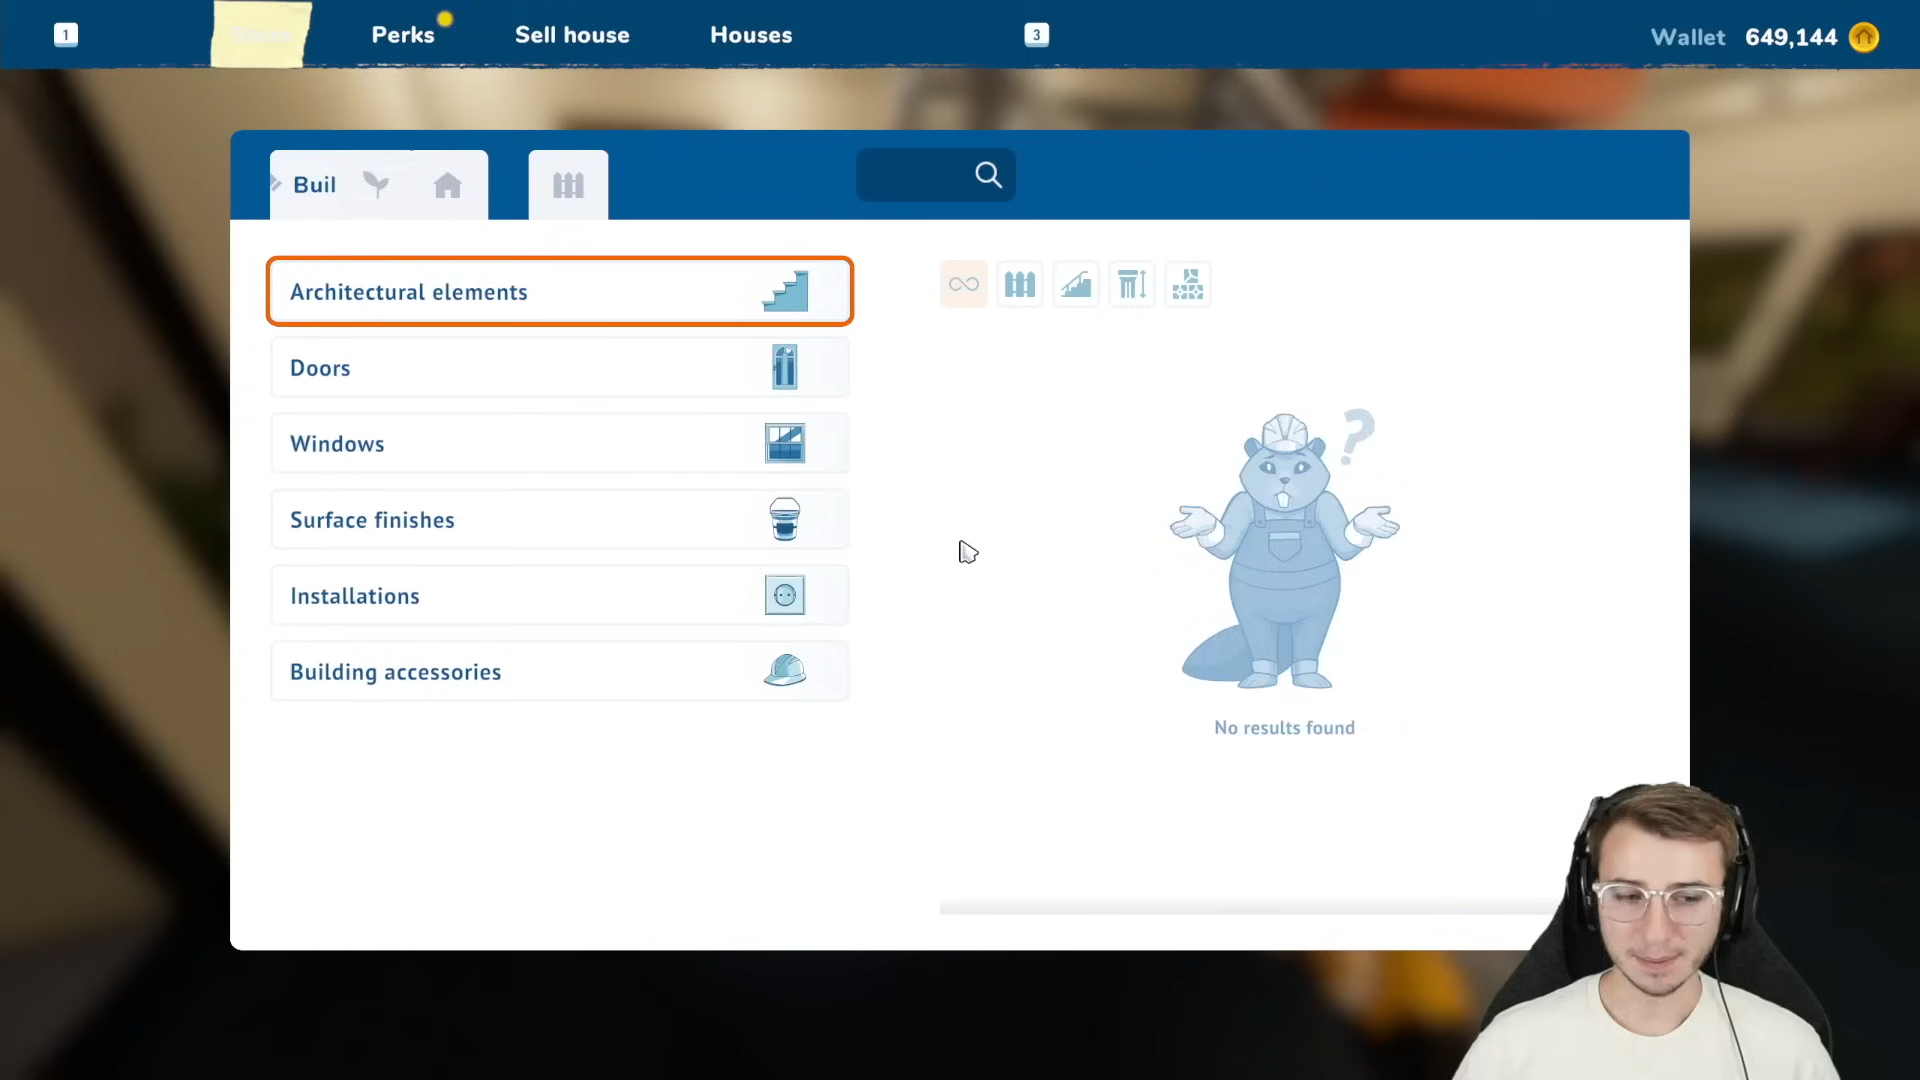 1
Perks
Sell house
Houses
3
Wallet 649,144
Buil
Architectural elements
Doors
Windows
Surface finishes
Installations
Building accessories
?
No results found